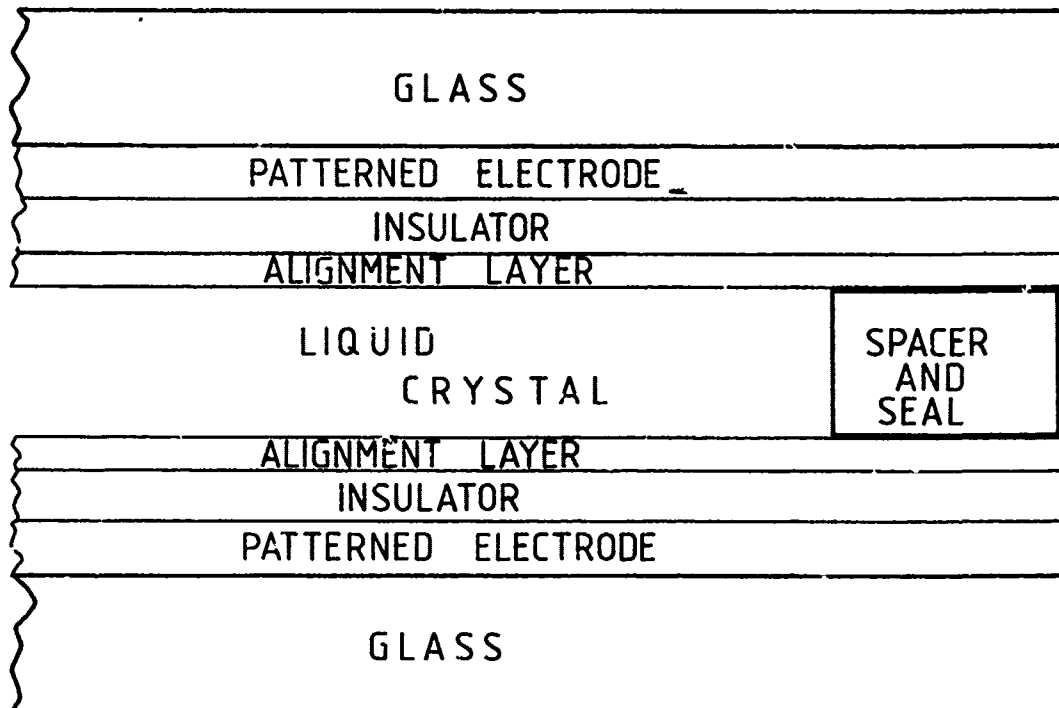 GLASS
PATTERNED ELECTRODE
INSULATOR
ALIGNMENT LAYER
LIQUID
CRYSTAL
SPACER
AND
SEAL
ALIGNMENT LAYER
INSULATOR
PATTERNED ELECTRODE
GLASS